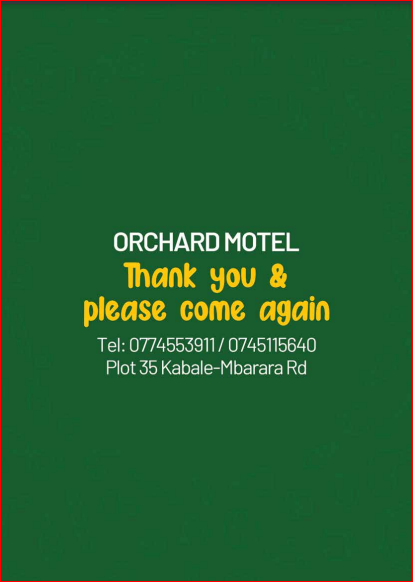 ORCHARD MOTEL
Thank you &
please come again
Tel: 0774553911 / 0745115640
Plot 35 Kabale-Mbarara Rd